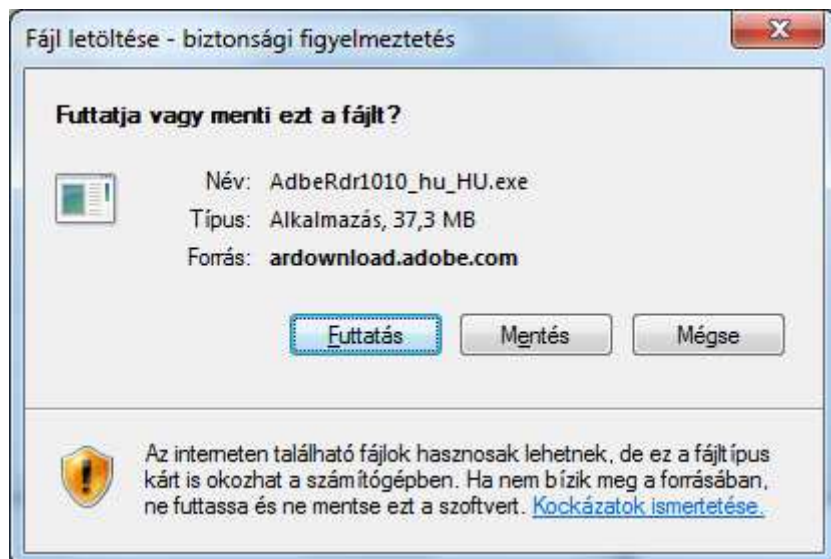 Fájl letöltése - biztonsági figyelmeztetés
Futtatja vagy menti ezt a fájlt?
Név: AdbeRdr1010_hu_HU.exe
Típus: Alkalmazás, 37,3 MB
Forrás: ardownload.adobe.com
Futtatás Mentés Mégse
Az interneten található fájlok hasznosak lehetnek, de ez a fájltípus
kárt is okozhat a számítógépben. Ha nem bízik meg a forrásában,
ne futtassa és ne mentse ezt a szoftvert. Kockázatok ismertetése.